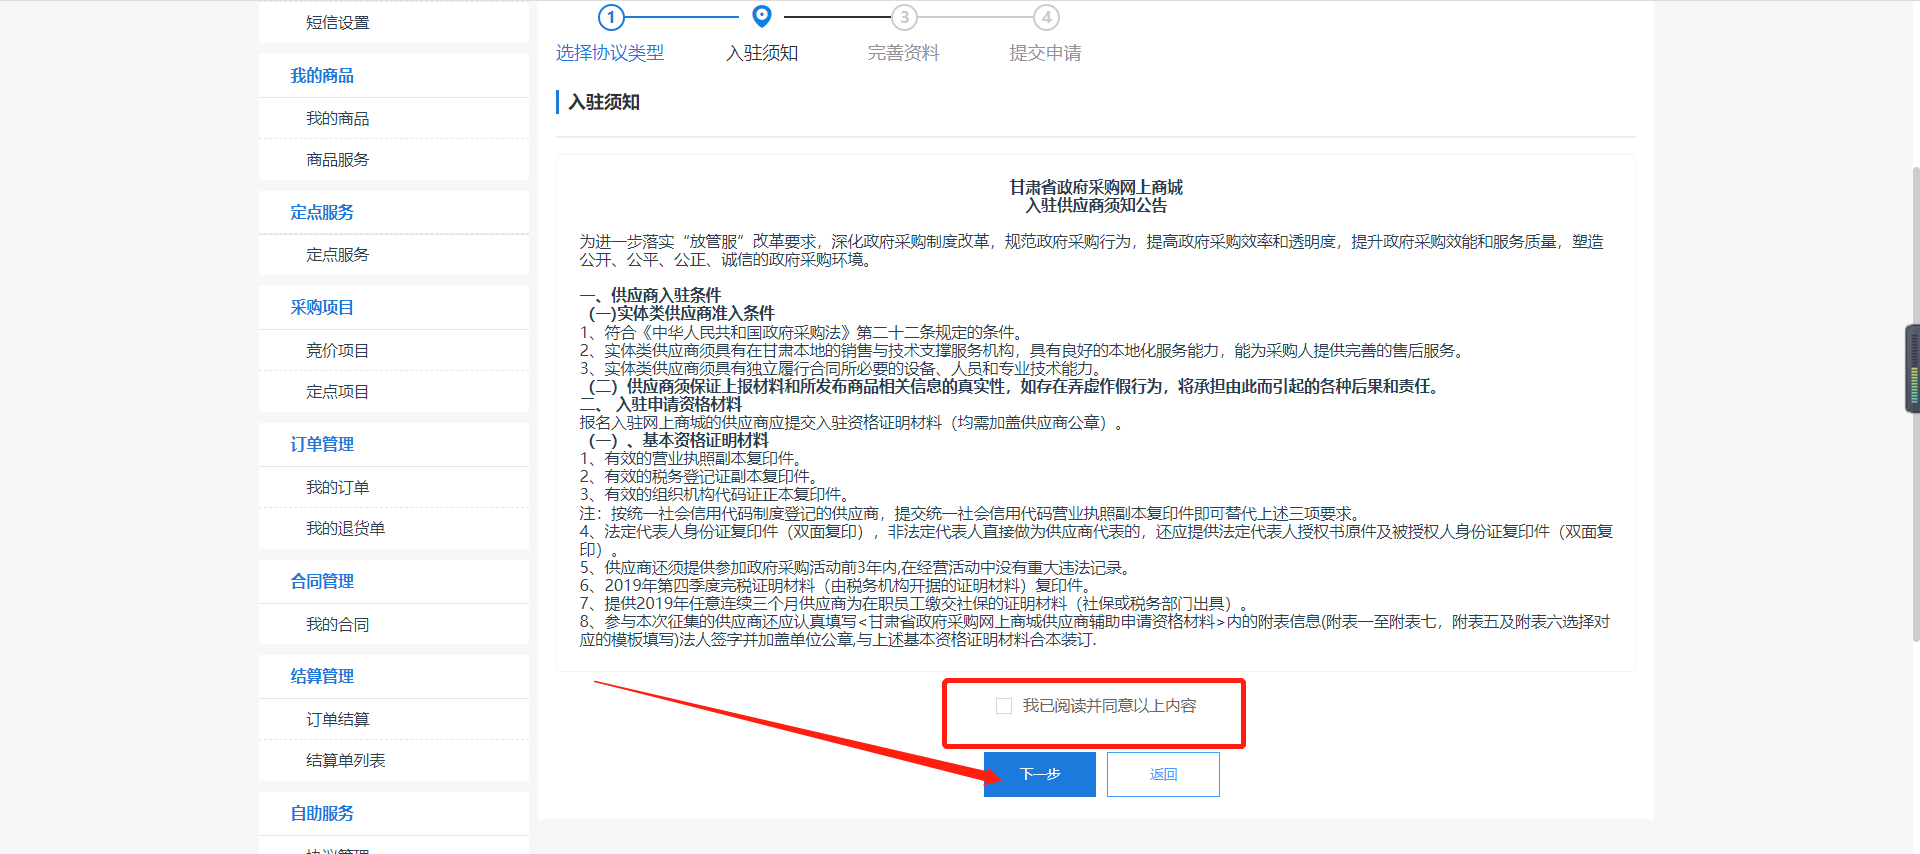 短信设置
我的商品
我的商品
商品服务
定点服务
定点服务
采购项目
竞价项目
定点项目
订单管理
我的订单
我的退货单
合同管理
我的合同
结算管理
订单结算
结算单列表
自助服务
协议管理
1
3
4
选择协议类型
入驻须知
完善资料
提交申请
入驻须知
甘肃省政府采购网上商城
入驻供应商须知公告
为进一步落实“放管服”改革要求，深化政府采购制度改革，规范政府采购行为，提高政府采购效率和透明度，提升政府采购效能和服务质量，塑造
公开、公平、公正、诚信的政府采购环境。
一、供应商入驻条件
（一)实体类供应商准入条件
1、符合《中华人民共和国政府采购法》第二十二条规定的条件。
2、实体类供应商须具有在甘肃本地的销售与技术支撑服务机构，具有良好的本地化服务能力，能为采购人提供完善的售后服务。
3、实体类供应商须具有独立履行合同所必要的设备、人员和专业技术能力。
（二）供应商须保证上报材料和所发布商品相关信息的真实性，如存在弄虚作假行为，将承担由此而引起的各种后果和责任。
二、 入驻申请资格材料
报名入驻网上商城的供应商应提交入驻资格证明材料（均需加盖供应商公章）。
（一）、基本资格证明材料
1、有效的营业执照副本复印件。
2、有效的税务登记证副本复印件。
3、有效的组织机构代码证正本复印件。
注：按统一社会信用代码制度登记的供应商，提交统一社会信用代码营业执照副本复印件即可替代上述三项要求。
4、法定代表人身份证复印件（双面复印），非法定代表人直接做为供应商代表的，还应提供法定代表人授权书原件及被授权人身份证复印件（双面复
印）。
5、供应商还须提供参加政府采购活动前3年内,在经营活动中没有重大违法记录。
6、2019年第四季度完税证明材料（由税务机构开据的证明材料）复印件。
7、提供2019年任意连续三个月供应商为在职员工缴交社保的证明材料（社保或税务部门出具）。
8、参与本次征集的供应商还应认真填写<甘肃省政府采购网上商城供应商辅助申请资格材料>内的附表信息(附表一至附表七，附表五及附表六选择对
应的模板填写)法人签字并加盖单位公章,与上述基本资格证明材料合本装订.
我已阅读并同意以上内容
下一步
返回